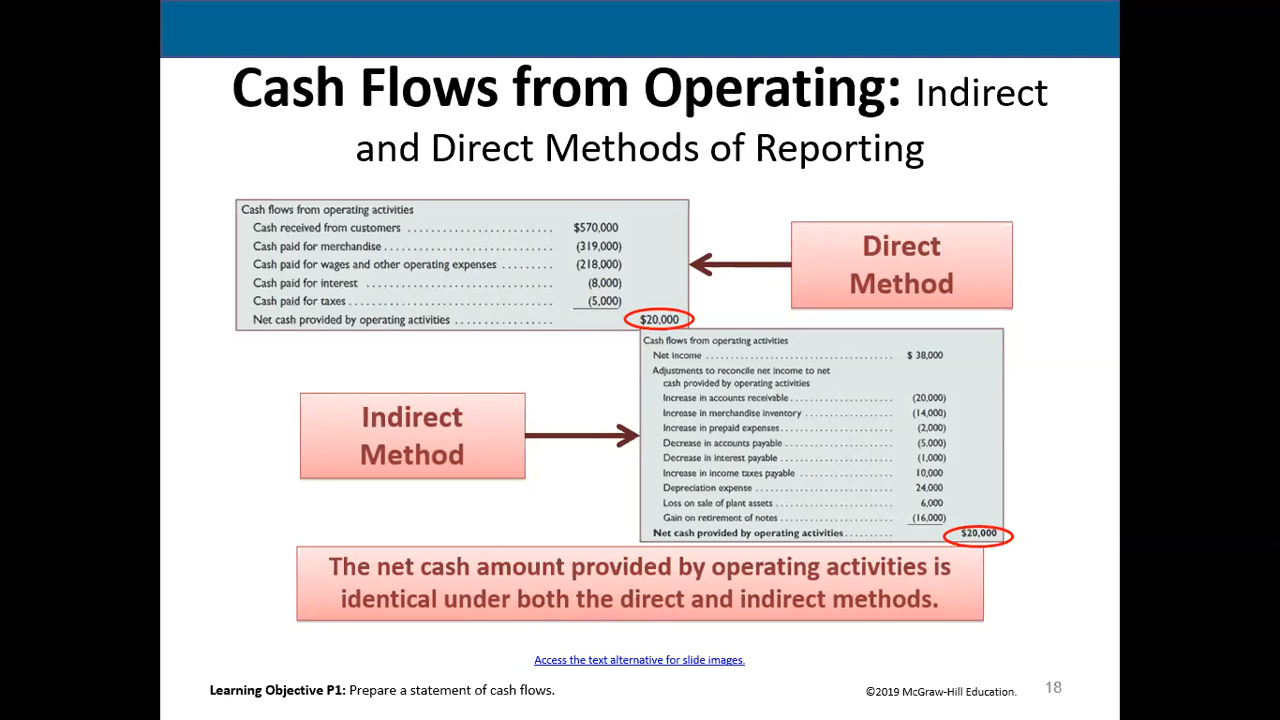 Cash Flows from Operating: Indirect
and Direct Methods of Reporting
Cash flows from operating activities
Cash received from customers ........................ $570,000
Cash paid for merchandise ............................ (319,000)
Cash paid for wages and other operating expenses ......... (218,000)
Cash paid for interest ............................... (8,000)
Cash paid for taxes .................................. (5,000)
Net cash provided by operating activities ................ $20,000
Direct
Method
Cash flows from operating activities
Net income ........................................ $ 38,000
Adjustments to reconcile net income to net
cash provided by operating activities
Increase in accounts receivable ....................... (20,000)
Increase in merchandise inventory ................... (14,000)
Increase in prepaid expenses ........................ (2,000)
Decrease in accounts payable ....................... (5,000)
Decrease in interest payable ........................ (1,000)
Increase in income taxes payable .................... 10,000
Depreciation expense .............................. 24,000
Loss on sale of plant assets ......................... 6,000
Gain on retirement of notes ........................ (16,000)
Net cash provided by operating activities .......... $20,000
Indirect
Method
The net cash amount provided by operating activities is
identical under both the direct and indirect methods.
Access the text alternative for slide images.
Learning Objective P1: Prepare a statement of cash flows.
©2019 McGraw-Hill Education.
18